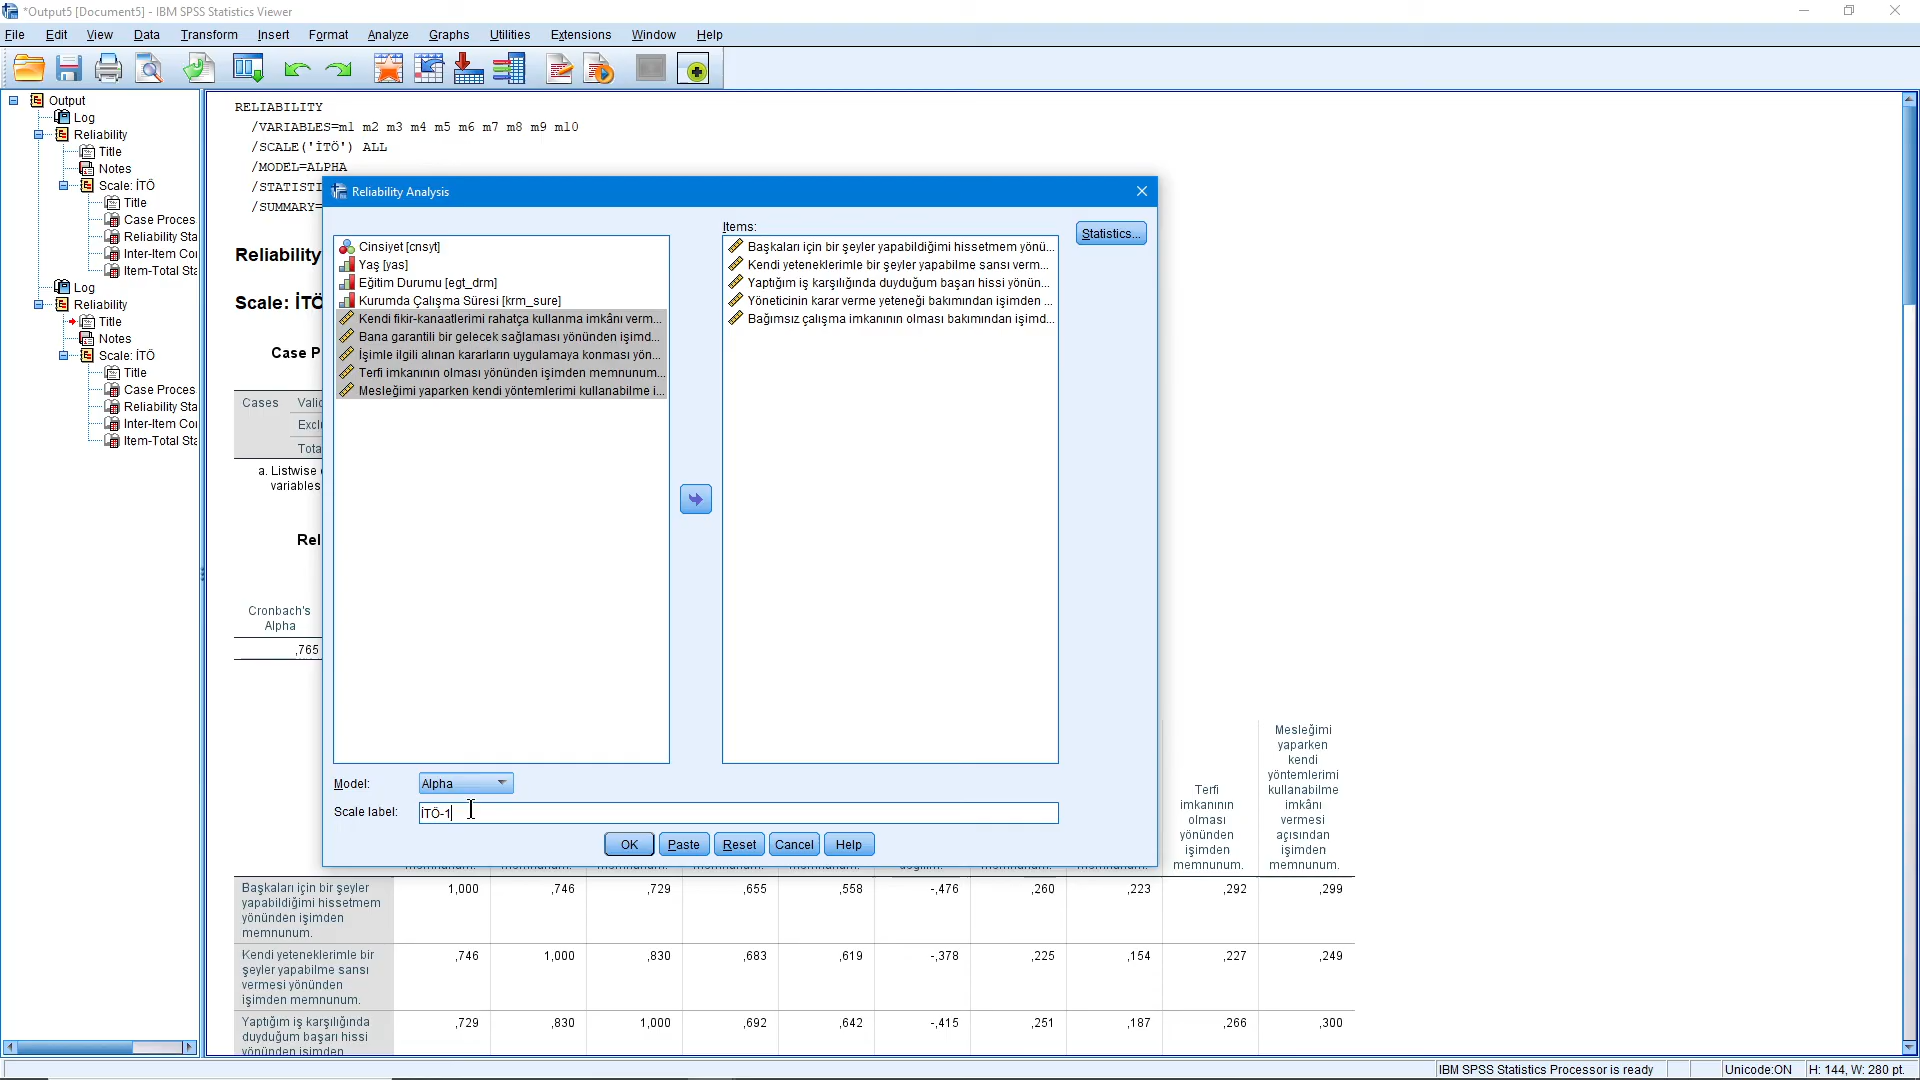 *Output5 [Document5] - IBM SPSS Statistics Viewer
File Edit View Data Transform Insert Format Analyze Graphs Utilities Extensions Window Help
Output
Log
Reliability
Title
Notes
Scale: İTÖ
Title
Case Proces
Reliability Sta
Inter-Item Cor
Item-Total Sta
Log
Reliability
Title
Notes
Scale: İTÖ
Title
Case Proces
Reliability Sta
Inter-Item Cor
Item-Total Sta
RELIABILITY
/VARIABLES=m1 m2 m3 m4 m5 m6 m7 m8 m9 m10
/SCALE('İTÖ') ALL
/MODEL=ALPHA
/STATISTI
/SUMMARY=
Reliability
Scale: İTÖ
Case P
Cases Valid
Exclu
Tota
a. Listwise
variables
Rel
Cronbach's
Alpha
,765
Reliability Analysis
Cinsiyet [cnsyt]
Yaş [yas]
Eğitim Durumu [egt_drm]
Kurumda Çalışma Süresi [krm_sure]
Kendi fikir-kanaatlerimi rahatça kullanma imkânı verm...
Bana garantili bir gelecek sağlaması yönünden işimd...
İşimle ilgili alınan kararların uygulamaya konması yön...
Terfi imkanının olması yönünden işimden memnunum...
Mesleğimi yaparken kendi yöntemlerimi kullanabilme i...
Items:
Başkaları için bir şeyler yapabildiğimi hissetmem yönü...
Kendi yeteneklerimle bir şeyler yapabilme sansı verm...
Yaptığım iş karşılığında duyduğum başarı hissi yönün...
Yöneticinin karar verme yeteneği bakımından işimden ...
Bağımsız çalışma imkanının olması bakımından işimd...
Statistics...
Model: Alpha
Scale label: İTÖ-1
OK Paste Reset Cancel Help
Terfi
imkanının
olması
yönünden
işimden
memnunum.
Mesleğimi
yaparken
kendi
yöntemlerimi
kullanabilme
imkânı
vermesi
açısından
işimden
memnunum.
Başkaları için bir şeyler
yapabildiğimi hissetmem
yönünden işimden
memnunum.
1,000 ,746 ,729 ,655 ,558 -,476 ,260 ,223 ,292 ,299
Kendi yeteneklerimle bir
şeyler yapabilme sansı
vermesi yönünden
işimden memnunum.
,746 1,000 ,830 ,683 ,619 -,378 ,225 ,154 ,227 ,249
Yaptığım iş karşılığında
duyduğum başarı hissi
yönünden işimden
,729 ,830 1,000 ,692 ,642 -,415 ,251 ,187 ,266 ,300
IBM SPSS Statistics Processor is ready Unicode:ON H: 144, W: 280 pt.